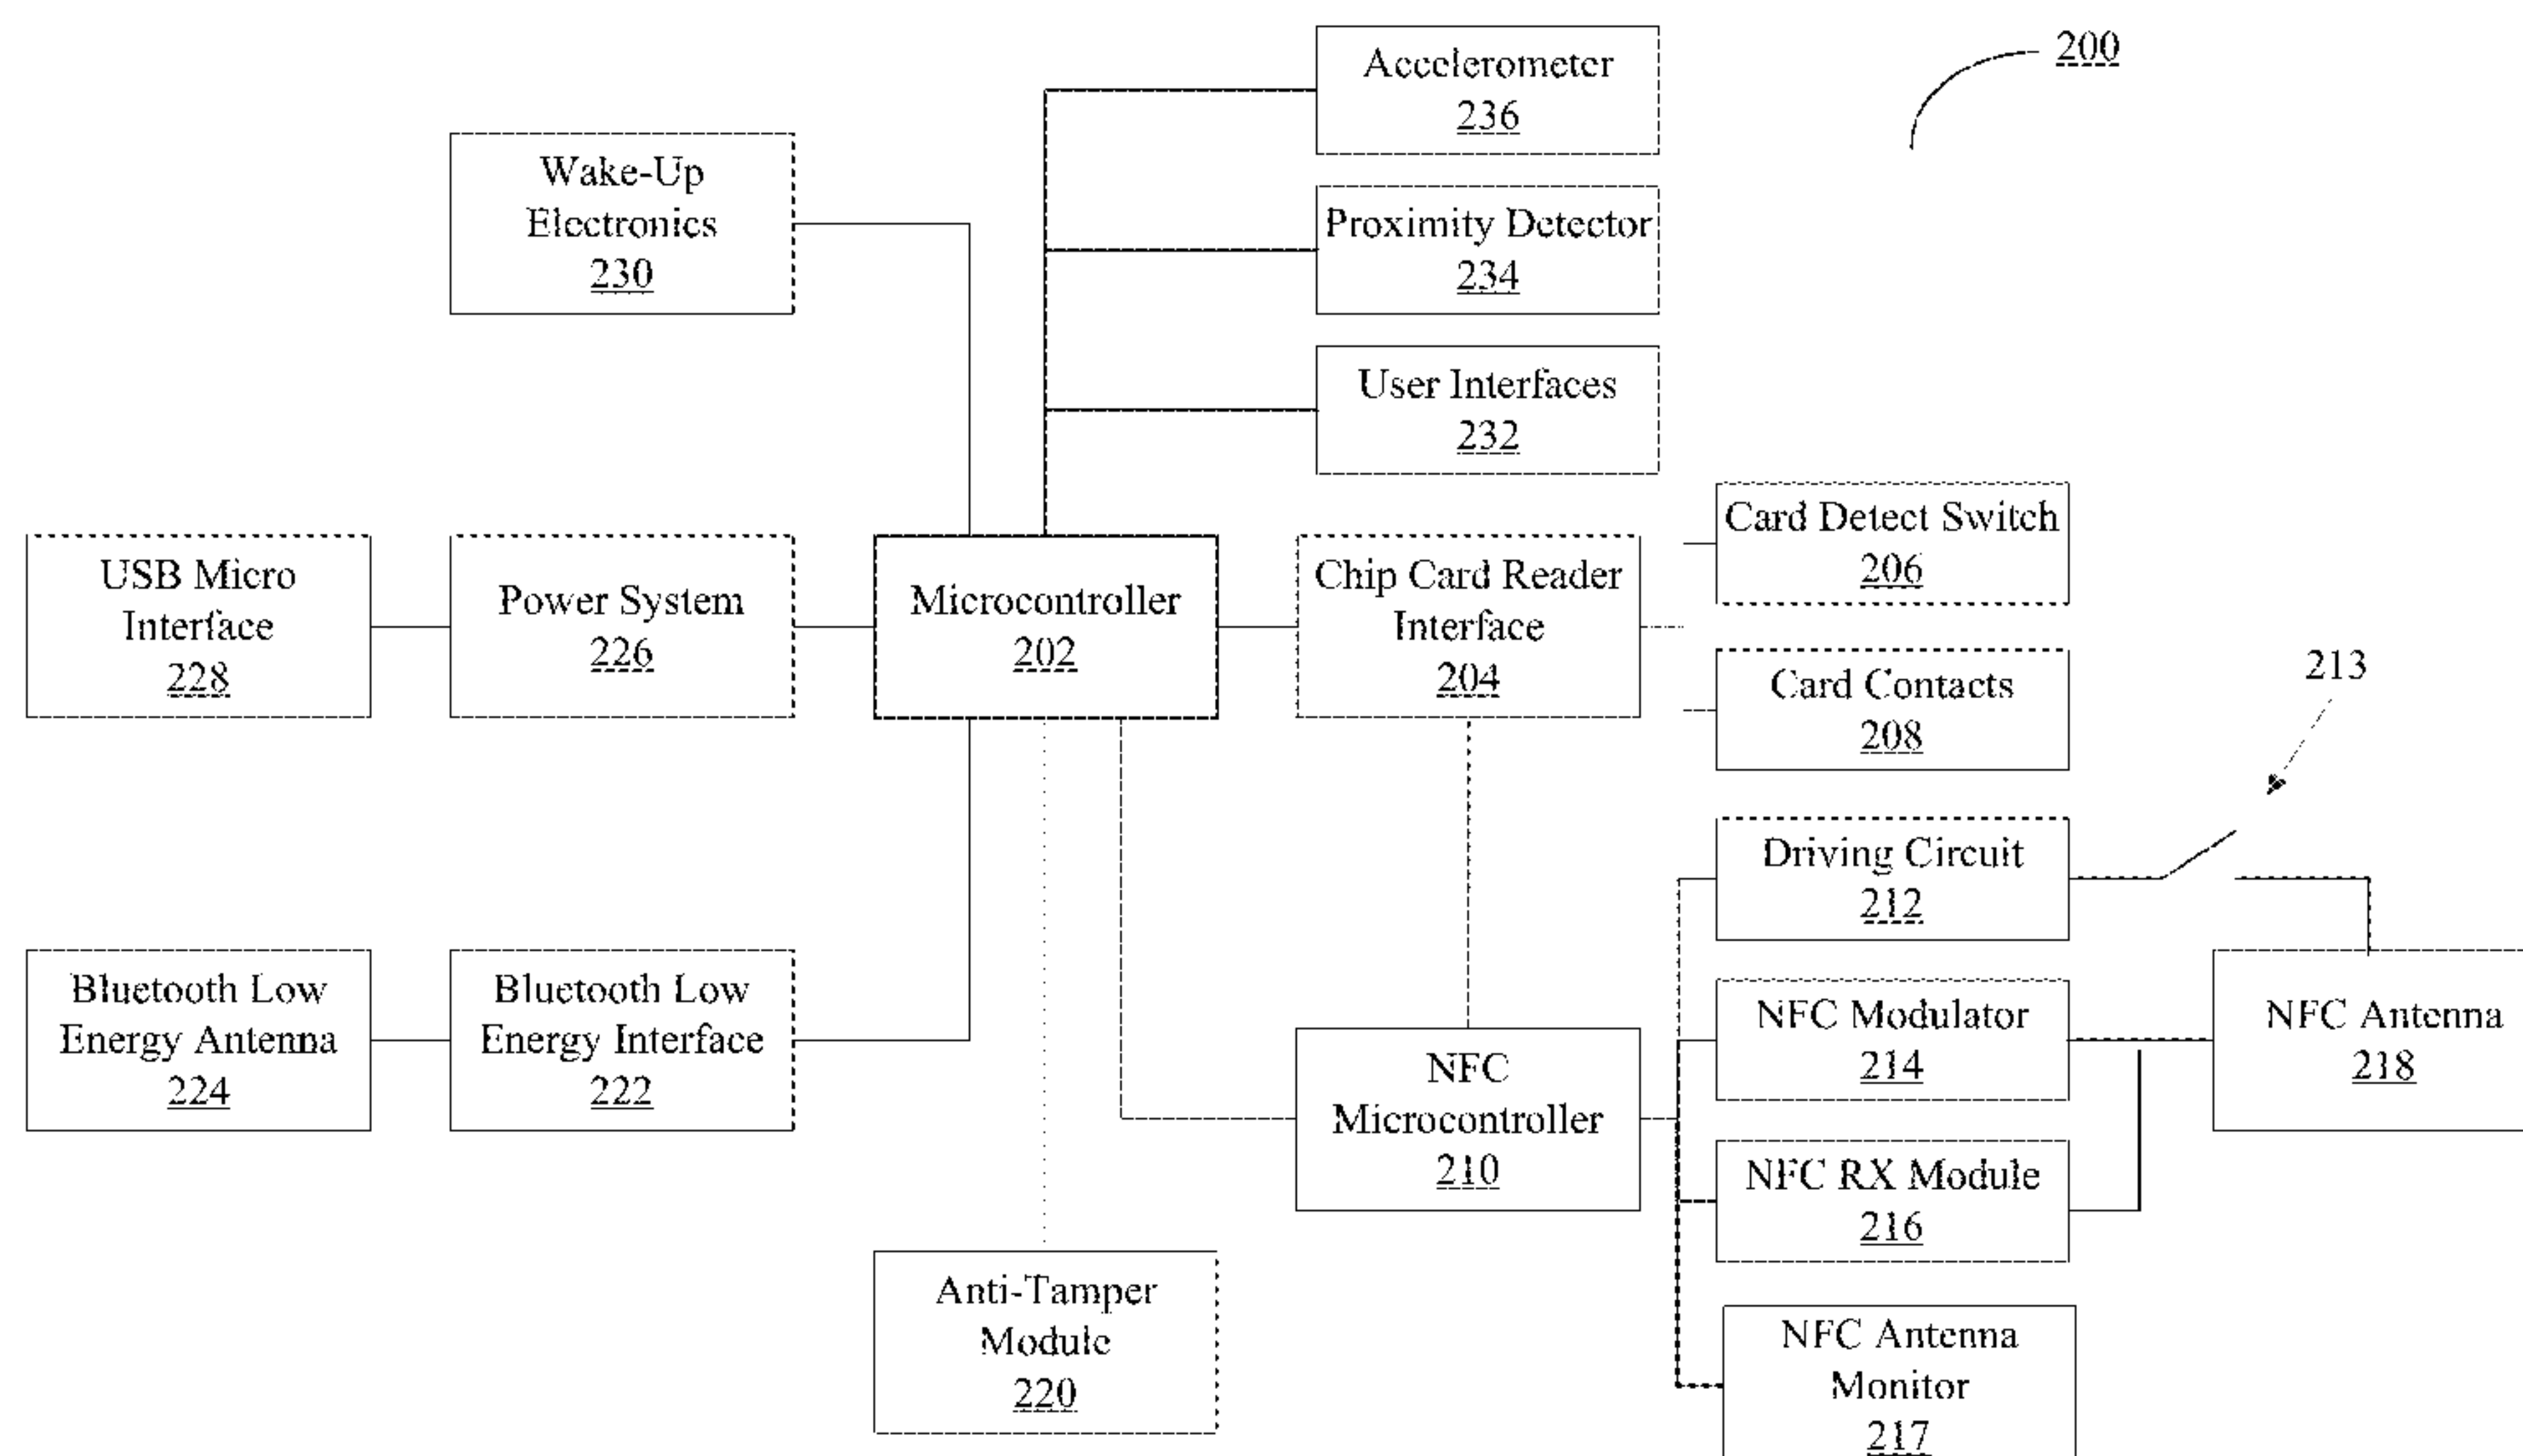 Accelerometer
236
200
Wake-Up
Electronics
230
Proximity Detector
234
User Interfaces
232
Card Detect Switch
206
USB Micro
Interface
228
Power System
226
Microcontroller
202
Chip Card Reader
Interface
204
Card Contacts
208
213
Driving Circuit
212
Bluetooth Low
Energy Antenna
224
Bluetooth Low
Energy Interface
222
NFC
Microcontroller
210
NFC Modulator
214
NFC Antenna
218
NFC RX Module
216
Anti-Tamper
Module
220
NFC Antenna
Monitor
217